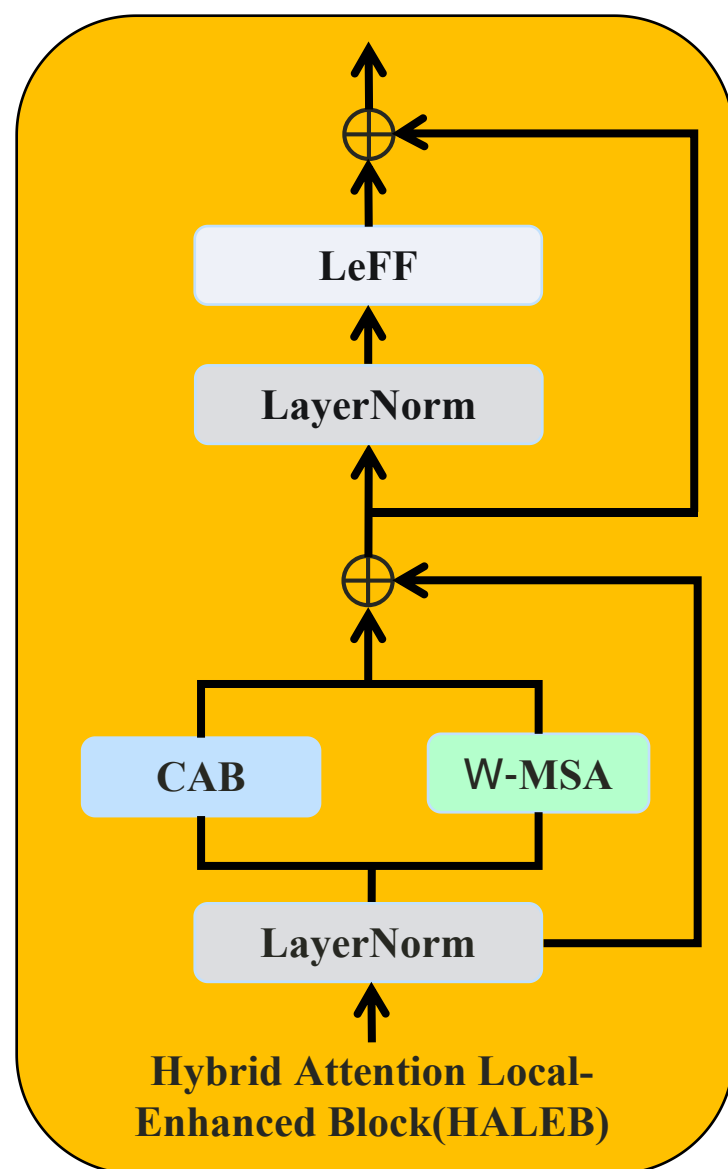 LeFF
LayerNorm
CAB
W-MSA
LayerNorm
Hybrid Attention Local-
Enhanced Block(HALEB)